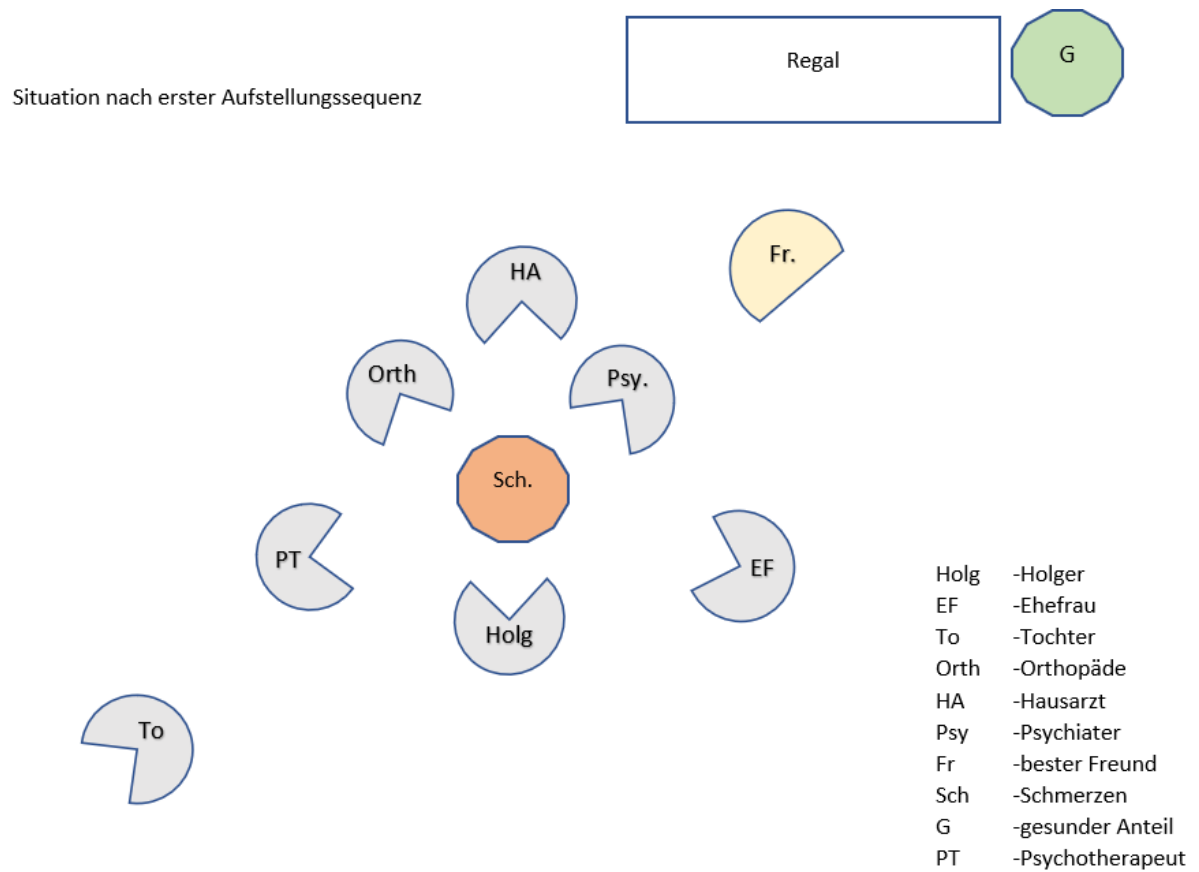 Regal
G
Situation nach erster Aufstellungssequenz
Fr.
HA
Orth
Psy.
Sch.
PT
EF
Holg
To
Holg -Holger
EF -Ehefrau
To -Tochter
Orth -Orthopäde
HA -Hausarzt
Psy -Psychiater
Fr -bester Freund
Sch -Schmerzen
G -gesunder Anteil
PT -Psychotherapeut